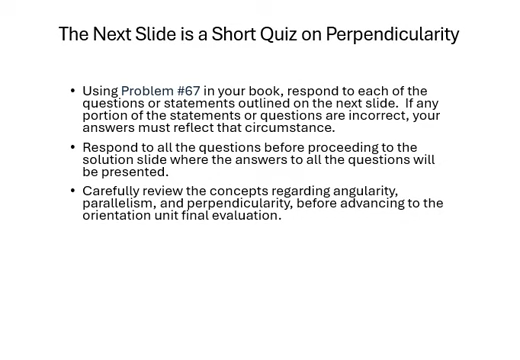 The Next Slide is a Short Quiz on Perpendicularity
• Using Problem #67 in your book, respond to each of the
questions or statements outlined on the next slide.  If any
portion of the statements or questions are incorrect, your
answers must reflect that circumstance.
• Respond to all the questions before proceeding to the
solution slide where the answers to all the questions will
be presented.
• Carefully review the concepts regarding angularity,
parallelism, and perpendicularity, before advancing to the
orientation unit final evaluation.